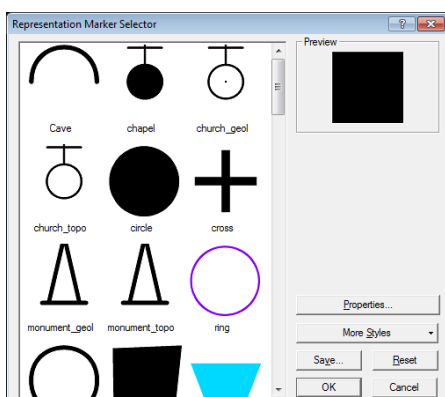 Representation Marker Selector
Preview
Cave chapel church_geol
church_topo circle cross
monument_geol monument_topo ring
Properties...
More Styles
Save... Reset
OK Cancel